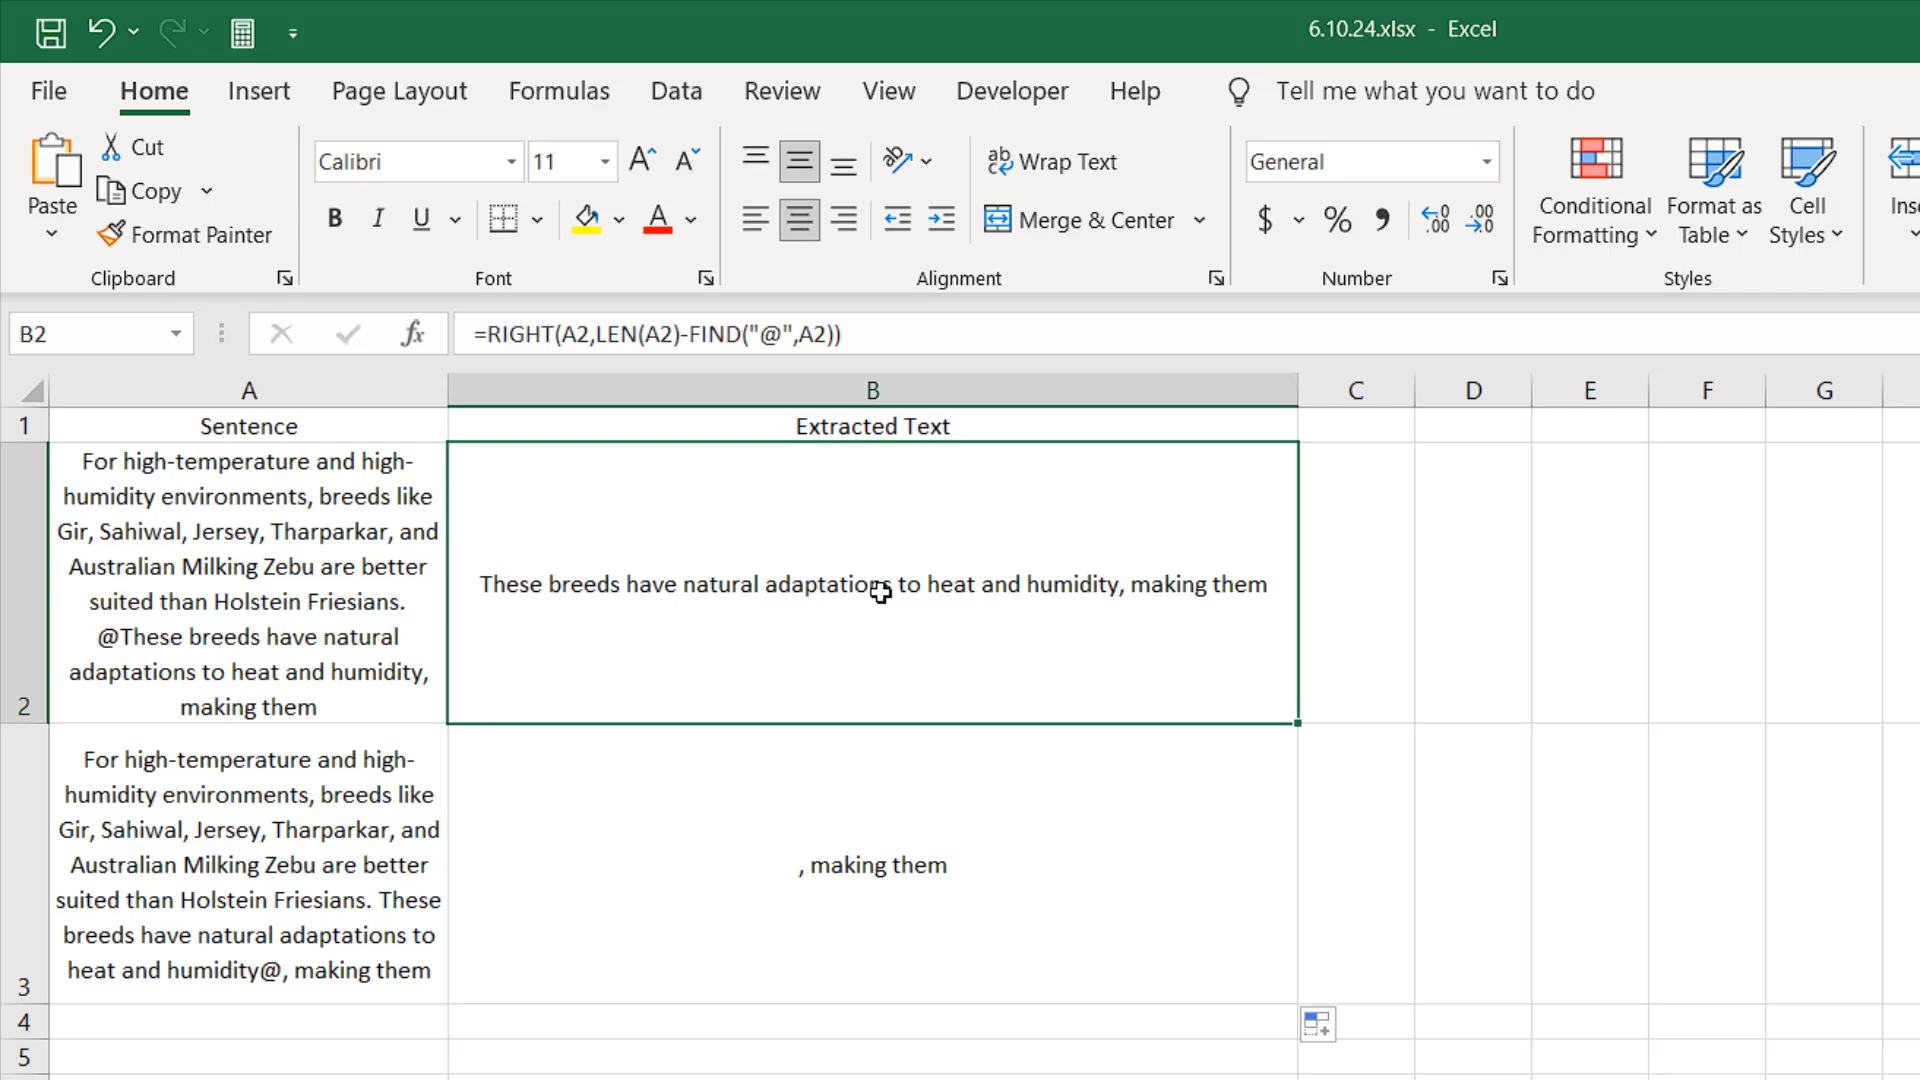 6.10.24.xlsx - Excel
File Home Insert Page Layout Formulas Data Review View Developer Help Tell me what you want to do
Paste
Cut
Copy
Format Painter
Clipboard
Calibri 11
B I U A
Font
Wrap Text
Merge & Center
Alignment
General
$ %
Number
Conditional Formatting
Format as Table
Cell Styles
Styles
B2 fx =RIGHT(A2,LEN(A2)-FIND("@",A2))
A B C D E F G
1 Sentence Extracted Text
For high-temperature and high-
humidity environments, breeds like
Gir, Sahiwal, Jersey, Tharparkar, and
Australian Milking Zebu are better
suited than Holstein Friesians.
@These breeds have natural
adaptations to heat and humidity,
making them
2
These breeds have natural adaptations to heat and humidity, making them
For high-temperature and high-
humidity environments, breeds like
Gir, Sahiwal, Jersey, Tharparkar, and
Australian Milking Zebu are better
suited than Holstein Friesians. These
breeds have natural adaptations to
heat and humidity@, making them
3
, making them
4
5